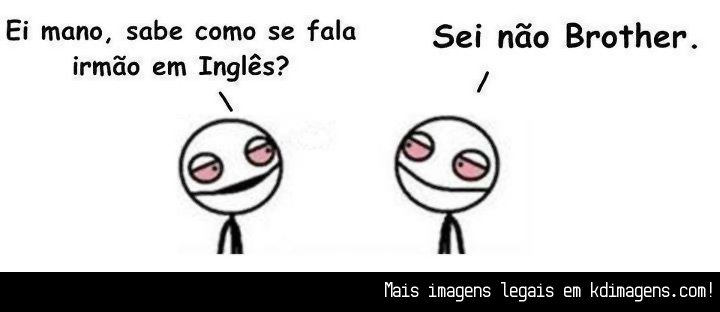 Ei mano, sabe como se fala
irmão em Inglês?
Sei não Brother.
Mais imagens legais em kdimagens.com!